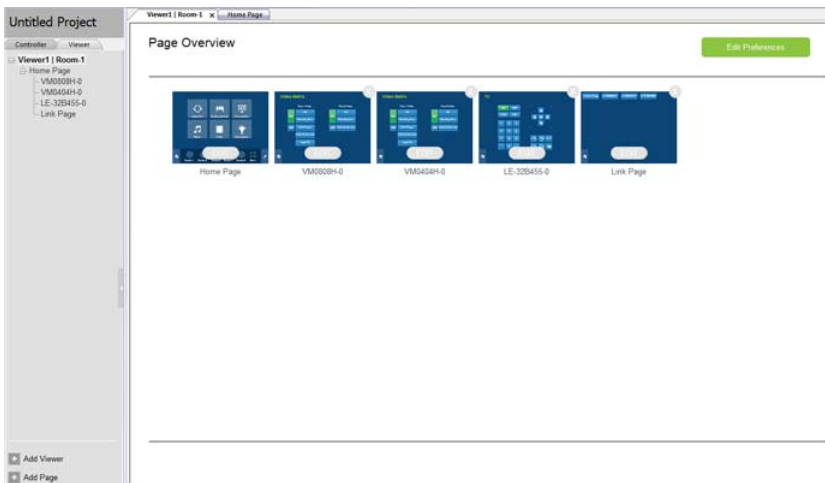 Untitled Project
Controller
Viewer
Viewer1 | Room-1
Home Page
VM0808H-0
VM0404H-0
LE-32B455-0
Link Page
Add Viewer
Add Page
Viewer1 | Room-1 x
Home Page
Page Overview
Edit Preferences
Home Page
VM0808H-0
VM0404H-0
LE-32B455-0
Link Page